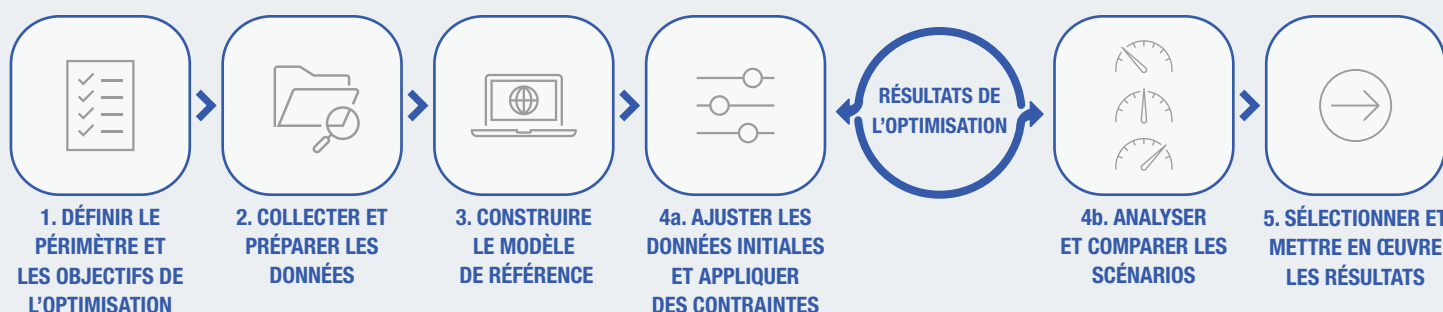 1. DÉFINIR LE
PÉRIMÈTRE ET
LES OBJECTIFS DE
L'OPTIMISATION
2. COLLECTER ET
PRÉPARER LES
DONNÉES
3. CONSTRUIRE
LE MODÈLE
DE RÉFÉRENCE
4a. AJUSTER LES
DONNÉES INITIALES
ET APPLIQUER
DES CONTRAINTES
RÉSULTATS DE
L'OPTIMISATION
4b. ANALYSER
ET COMPARER LES
SCÉNARIOS
5. SÉLECTIONNER ET
METTRE EN ŒUVRE
LES RÉSULTATS